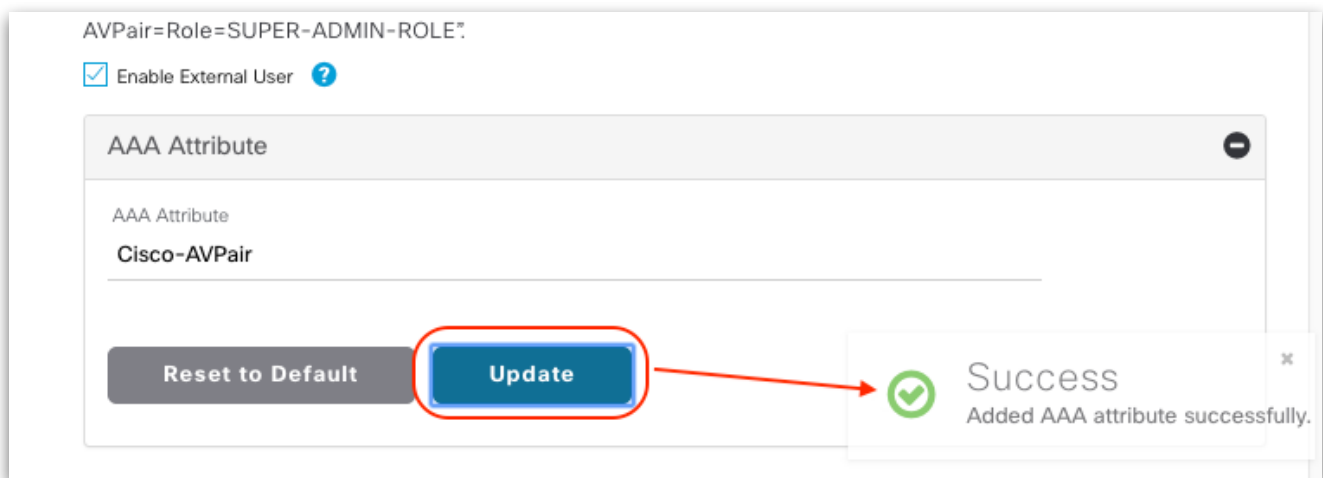 AVPair=Role=SUPER-ADMIN-ROLE”.
Enable External User ?
AAA Attribute
AAA Attribute
Cisco-AVPair
Reset to Default
Update
Success
Added AAA attribute successfully.